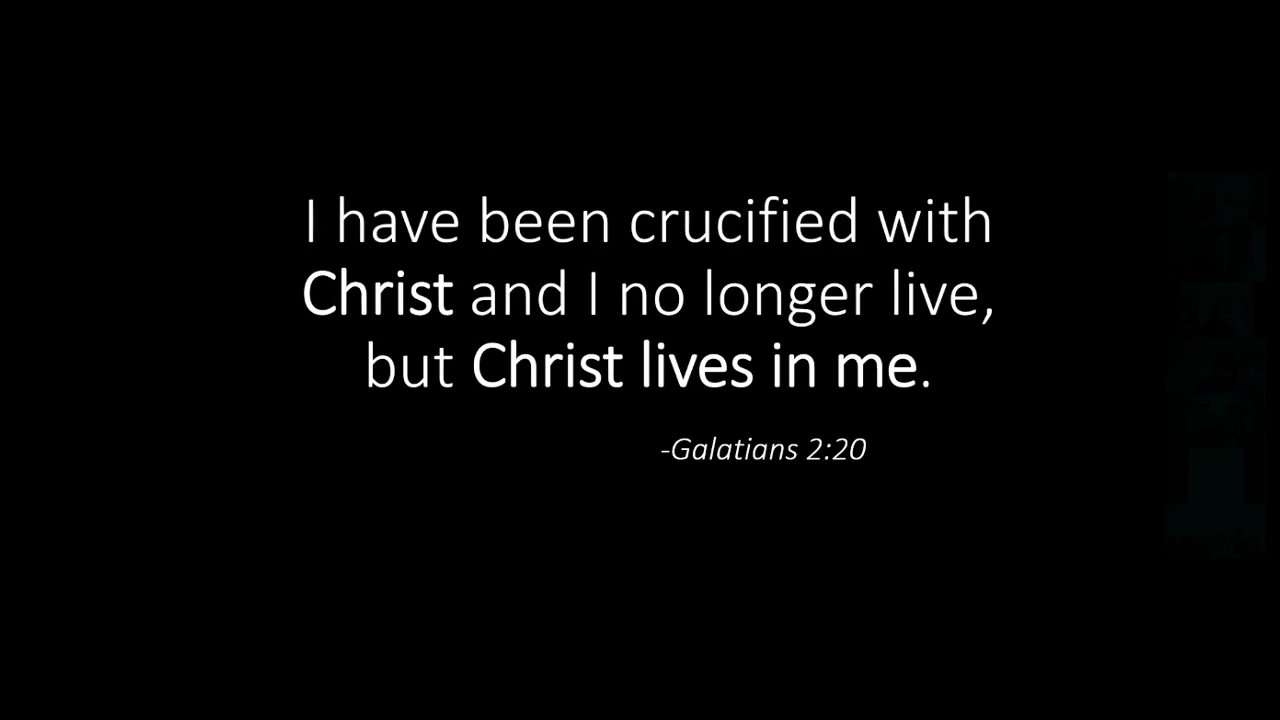 I have been crucified with
Christ and I no longer live,
but Christ lives in me.
-Galatians 2:20